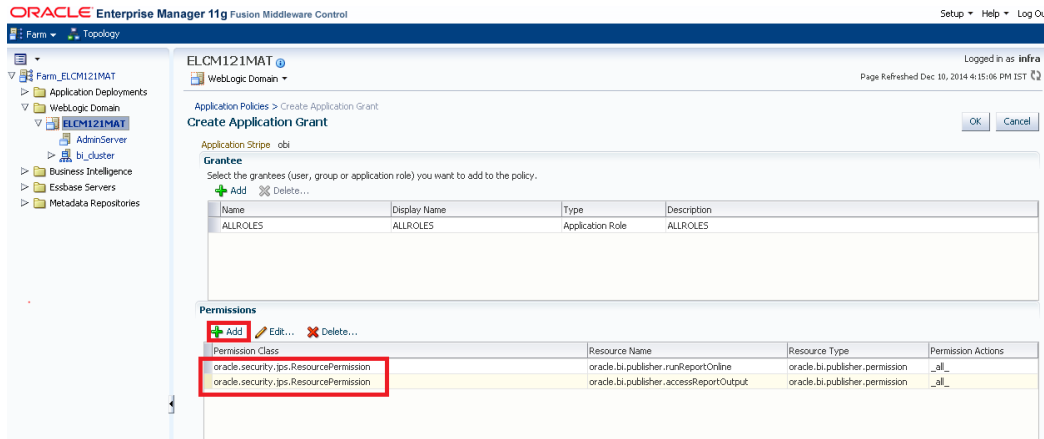 ORACLE Enterprise Manager 11g Fusion Middleware Control
Setup Help Log Ou
Farm Topology
ELCM121MAT
Logged in as infra
WebLogic Domain
Page Refreshed Dec 10, 2014 4:15:06 PM IST
Farm_ELCM121MAT
Application Deployments
WebLogic Domain
ELCM121MAT
AdminServer
bi_cluster
Business Intelligence
Essbase Servers
Metadata Repositories
Application Policies > Create Application Grant
Create Application Grant
OK Cancel
Application Stripe obi
Grantee
Select the grantees (user, group or application role) you want to add to the policy.
Add Delete...
Name Display Name Type Description
ALLROLES ALLROLES Application Role ALLROLES
Permissions
Add Edit... Delete...
Permission Class Resource Name Resource Type Permission Actions
oracle.security.jps.ResourcePermission oracle.bi.publisher.runReportOnline oracle.bi.publisher.permission _all_
oracle.security.jps.ResourcePermission oracle.bi.publisher.accessReportOutput oracle.bi.publisher.permission _all_